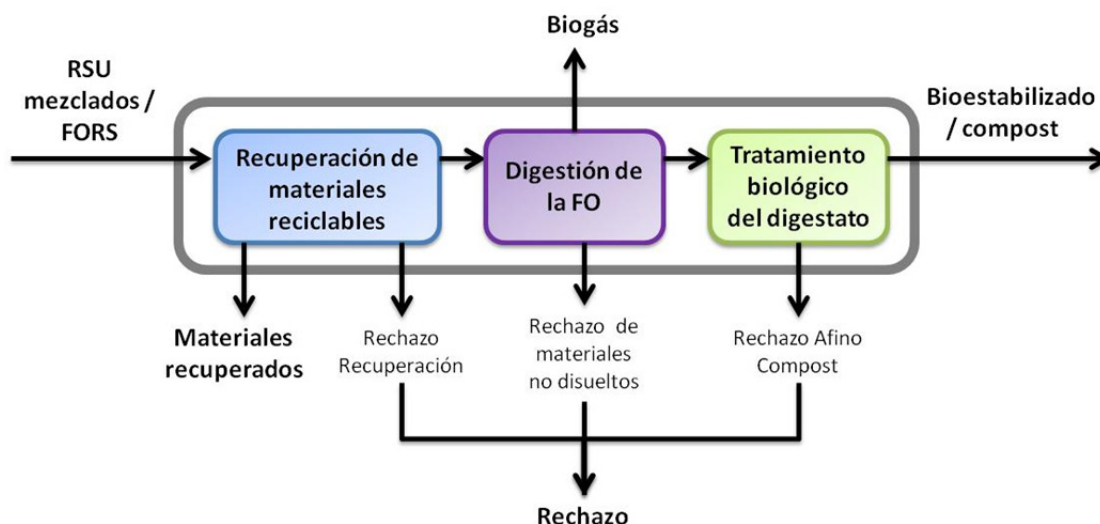 Biogás
RSU
mezclados /
FORS
Bioestabilizado
/ compost
Recuperación de
materiales
reciclables
Digestión de
la FO
Tratamiento
biológico
del digestato
Materiales
recuperados
Rechazo
Recuperación
Rechazo de
materiales
no disueltos
Rechazo Afino
Compost
Rechazo